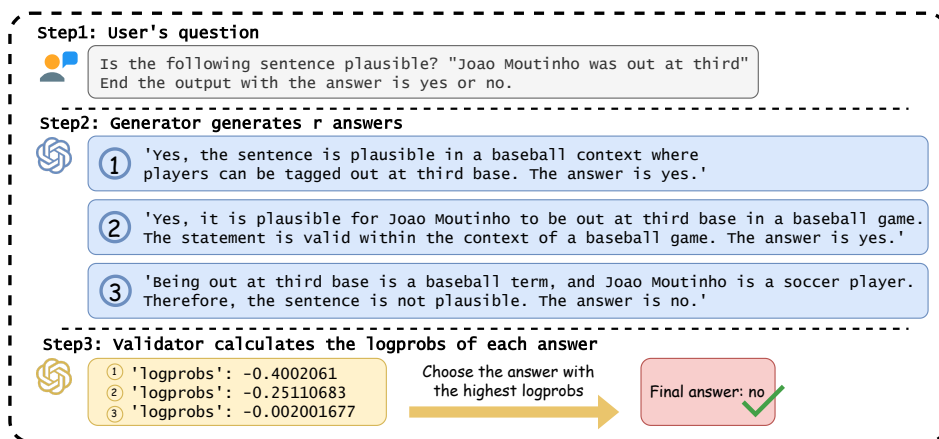 Step1: User's question
Is the following sentence plausible? "Joao Moutinho was out at third"
End the output with the answer is yes or no.
Step2: Generator generates r answers
1 'Yes, the sentence is plausible in a baseball context where
players can be tagged out at third base. The answer is yes.'
2 'Yes, it is plausible for Joao Moutinho to be out at third base in a baseball game.
The statement is valid within the context of a baseball game. The answer is yes.'
3 'Being out at third base is a baseball term, and Joao Moutinho is a soccer player.
Therefore, the sentence is not plausible. The answer is no.'
Step3: Validator calculates the logprobs of each answer
1 'logprobs': -0.4002061
2 'logprobs': -0.25110683
3 'logprobs': -0.002001677
Choose the answer with
the highest logprobs
Final answer: no